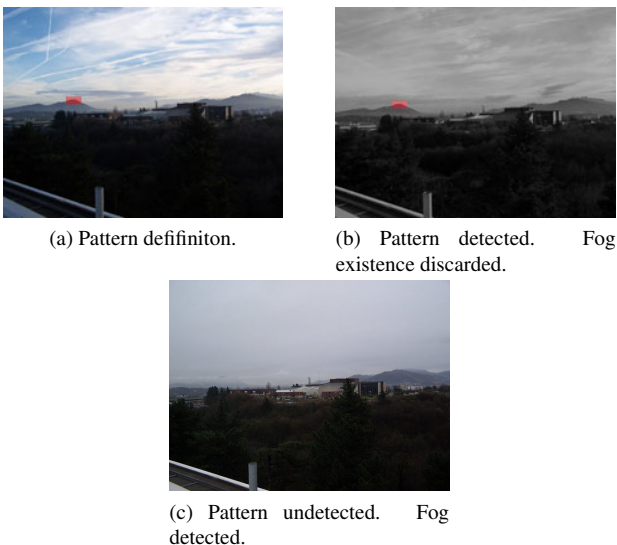 (a) Pattern defifiniton.
(b) Pattern detected. Fog
existence discarded.
(c) Pattern undetected. Fog
detected.